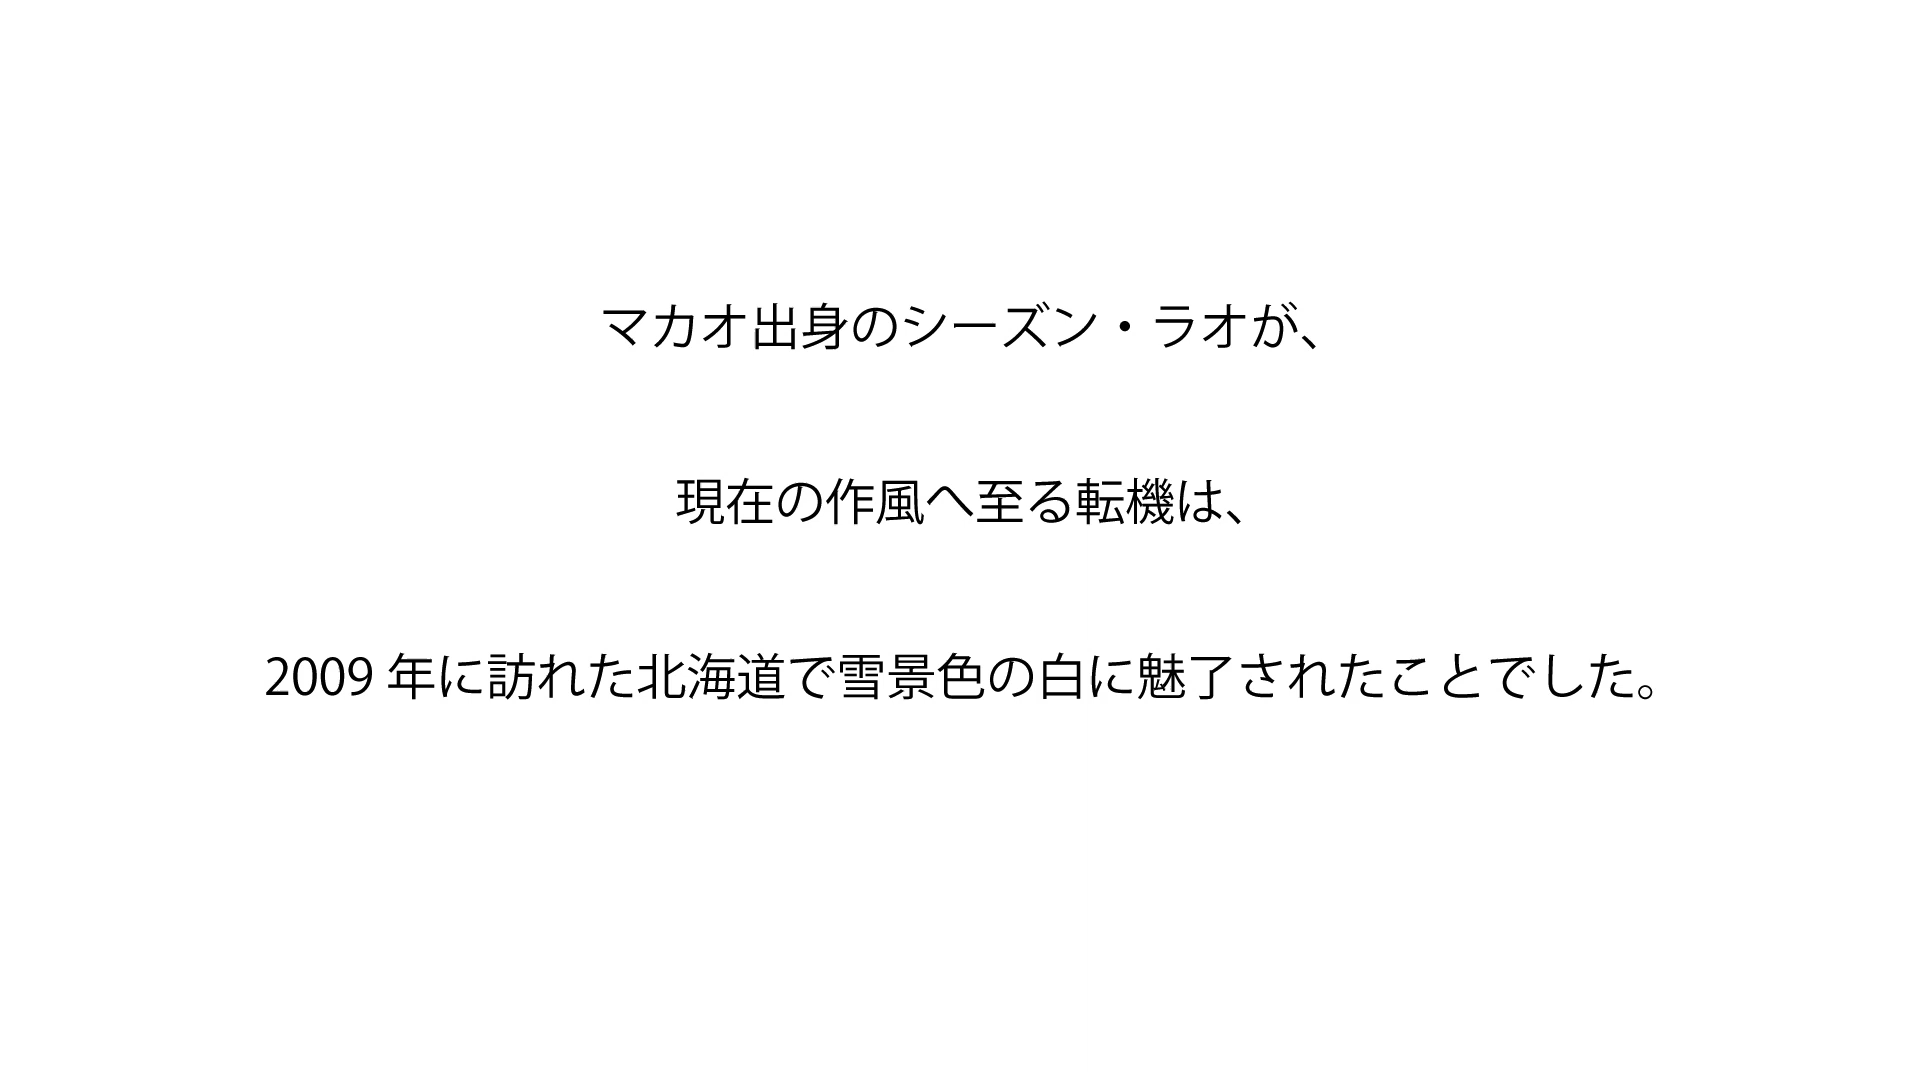 マカオ出身のシーズン・ラオが、
現在の作風へ至る転機は、
2009 年に訪れた北海道で雪景色の白に魅了されたことでした。